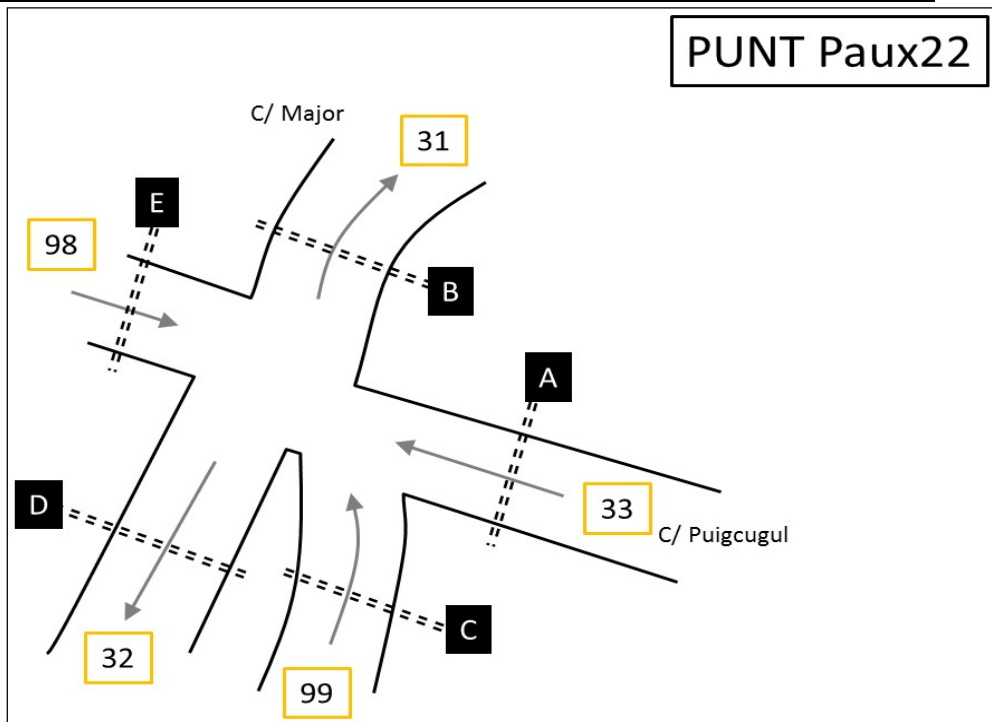 PUNT Paux22
C/ Major
31
E
98
B
A
D
33
C/ Puigcugul
C
32
99